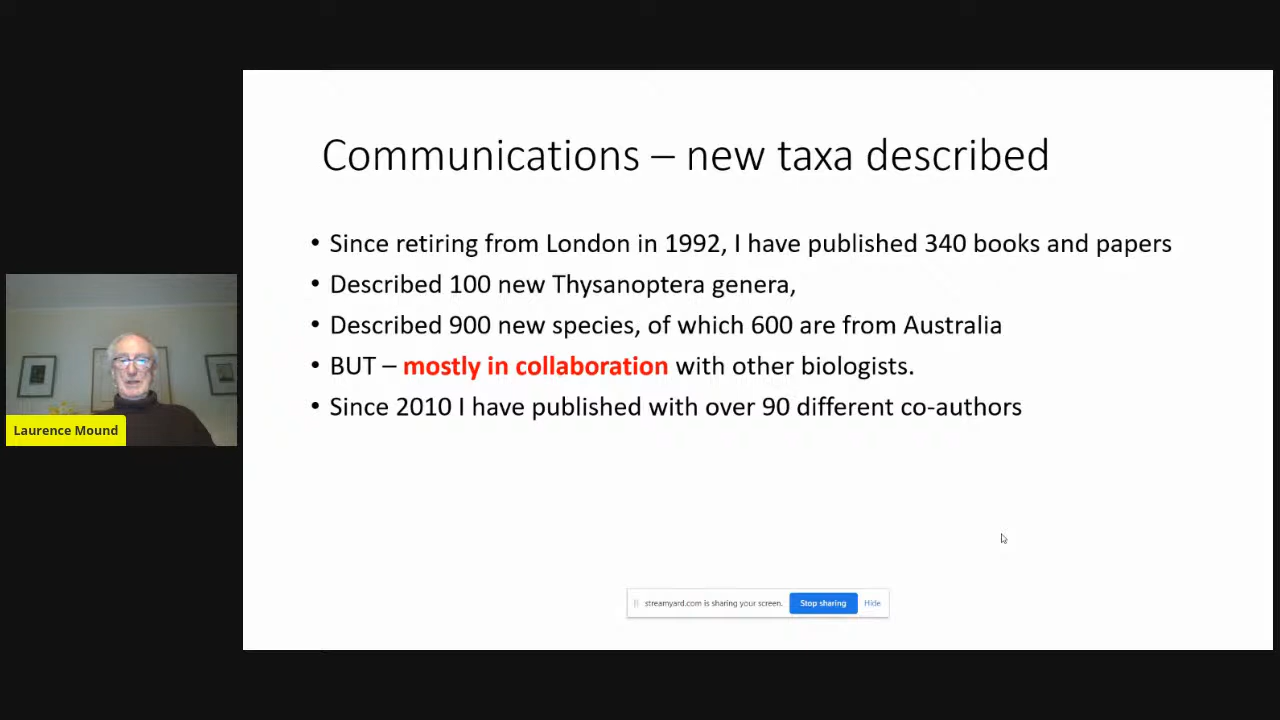 Communications – new taxa described
• Since retiring from London in 1992, I have published 340 books and papers
• Described 100 new Thysanoptera genera,
• Described 900 new species, of which 600 are from Australia
• BUT – mostly in collaboration with other biologists.
• Since 2010 I have published with over 90 different co-authors
Laurence Mound
streamyard.com is sharing your screen. Stop sharing Hide